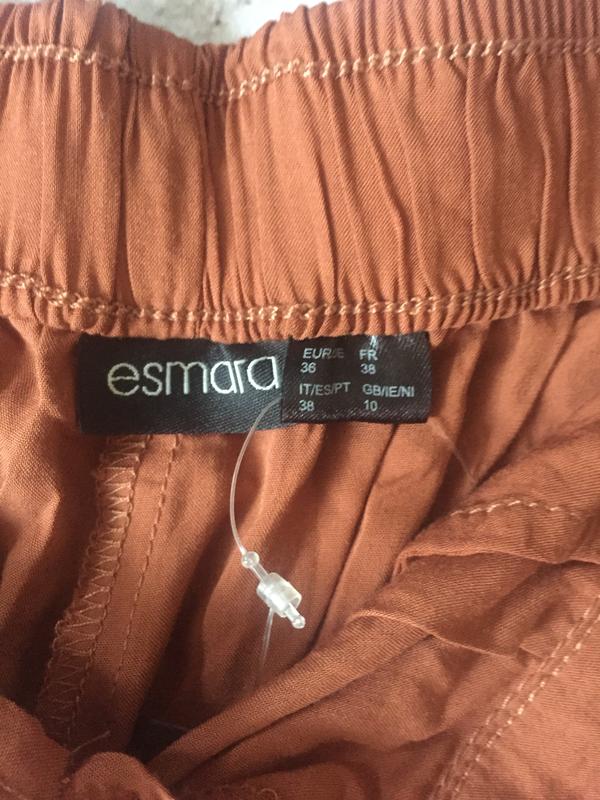 esmara
EUR/E FR
36 38
IT/ES/PT GB/IE/NI
38 10